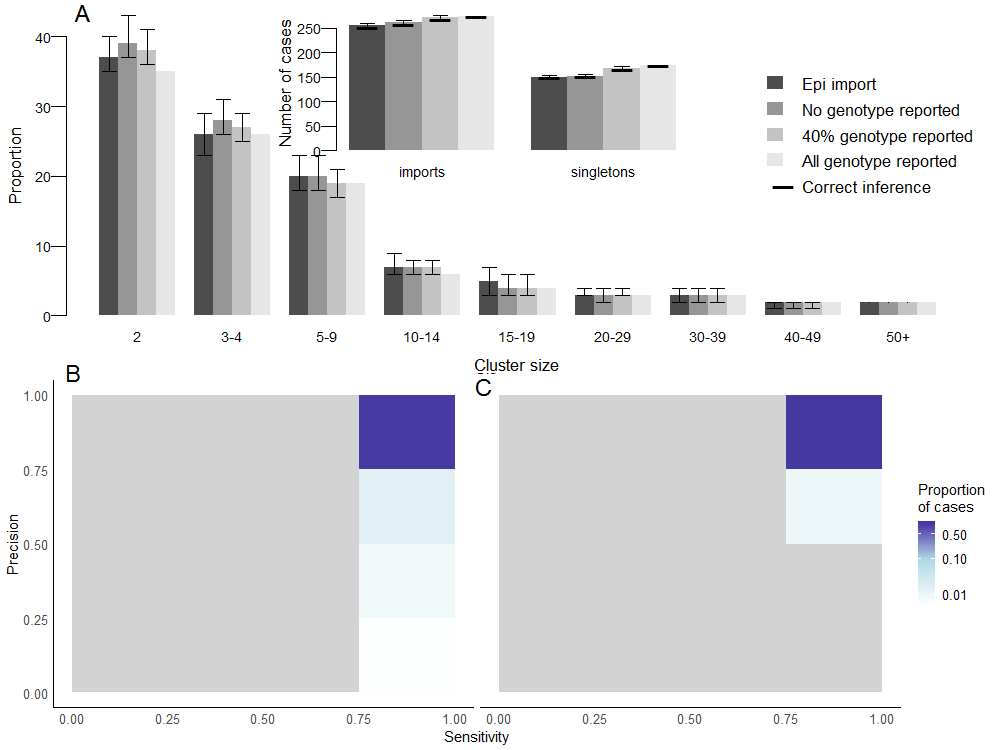 A
Proportion
40
30
20
10
0
Number of cases
250
200
150
100
50
0
imports
singletons
Epi import
No genotype reported
40% genotype reported
All genotype reported
Correct inference
2
3-4
5-9
10-14
15-19
20-29
30-39
40-49
50+
Cluster size
B
C
Precision
1.00
0.75
0.50
0.25
0.00
0.00
0.25
0.50
0.75
1.00
0.00
0.25
0.50
0.75
1.00
Sensitivity
Proportion
of cases
0.50
0.10
0.01